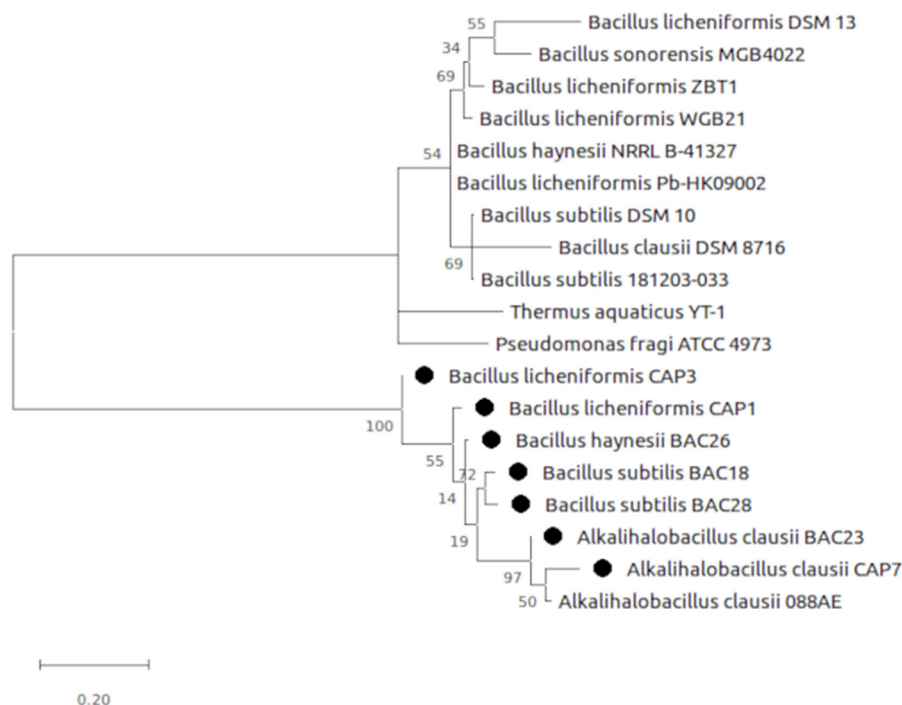 55
Bacillus licheniformis DSM 13
34
Bacillus sonorensis MGB4022
69
Bacillus licheniformis ZBT1
Bacillus licheniformis WGB21
54
Bacillus haynesii NRRL B-41327
Bacillus licheniformis Pb-HK09002
Bacillus subtilis DSM 10
Bacillus clausii DSM 8716
69
Bacillus subtilis 181203-033
Thermus aquaticus YT-1
Pseudomonas fragi ATCC 4973
Bacillus licheniformis CAP3
100
Bacillus licheniformis CAP1
55
Bacillus haynesii BAC26
72
Bacillus subtilis BAC18
14
Bacillus subtilis BAC28
19
Alkalihalobacillus clausii BAC23
97
Alkalihalobacillus clausii CAP7
50
Alkalihalobacillus clausii 088AE
0.20